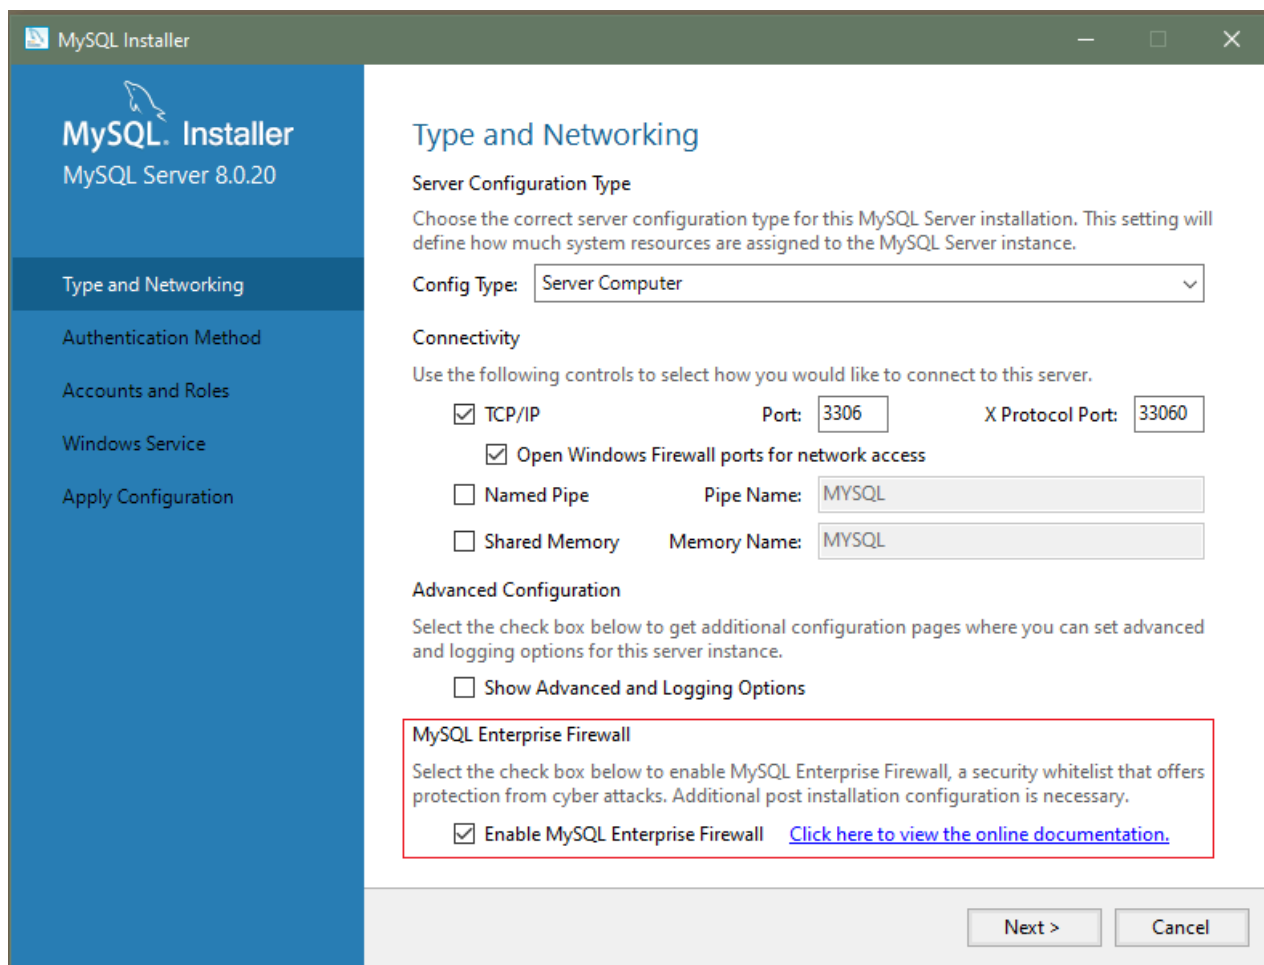 MySQL Installer
MySQL. Installer
MySQL Server 8.0.20
Type and Networking
Authentication Method
Accounts and Roles
Windows Service
Apply Configuration
Type and Networking
Server Configuration Type
Choose the correct server configuration type for this MySQL Server installation. This setting will
define how much system resources are assigned to the MySQL Server instance.
Config Type: Server Computer
Connectivity
Use the following controls to select how you would like to connect to this server.
TCP/IP Port: 3306 X Protocol Port: 33060
Open Windows Firewall ports for network access
Named Pipe Pipe Name: MYSQL
Shared Memory Memory Name: MYSQL
Advanced Configuration
Select the check box below to get additional configuration pages where you can set advanced
and logging options for this server instance.
Show Advanced and Logging Options
MySQL Enterprise Firewall
Select the check box below to enable MySQL Enterprise Firewall, a security whitelist that offers
protection from cyber attacks. Additional post installation configuration is necessary.
Enable MySQL Enterprise Firewall Click here to view the online documentation.
Next > Cancel